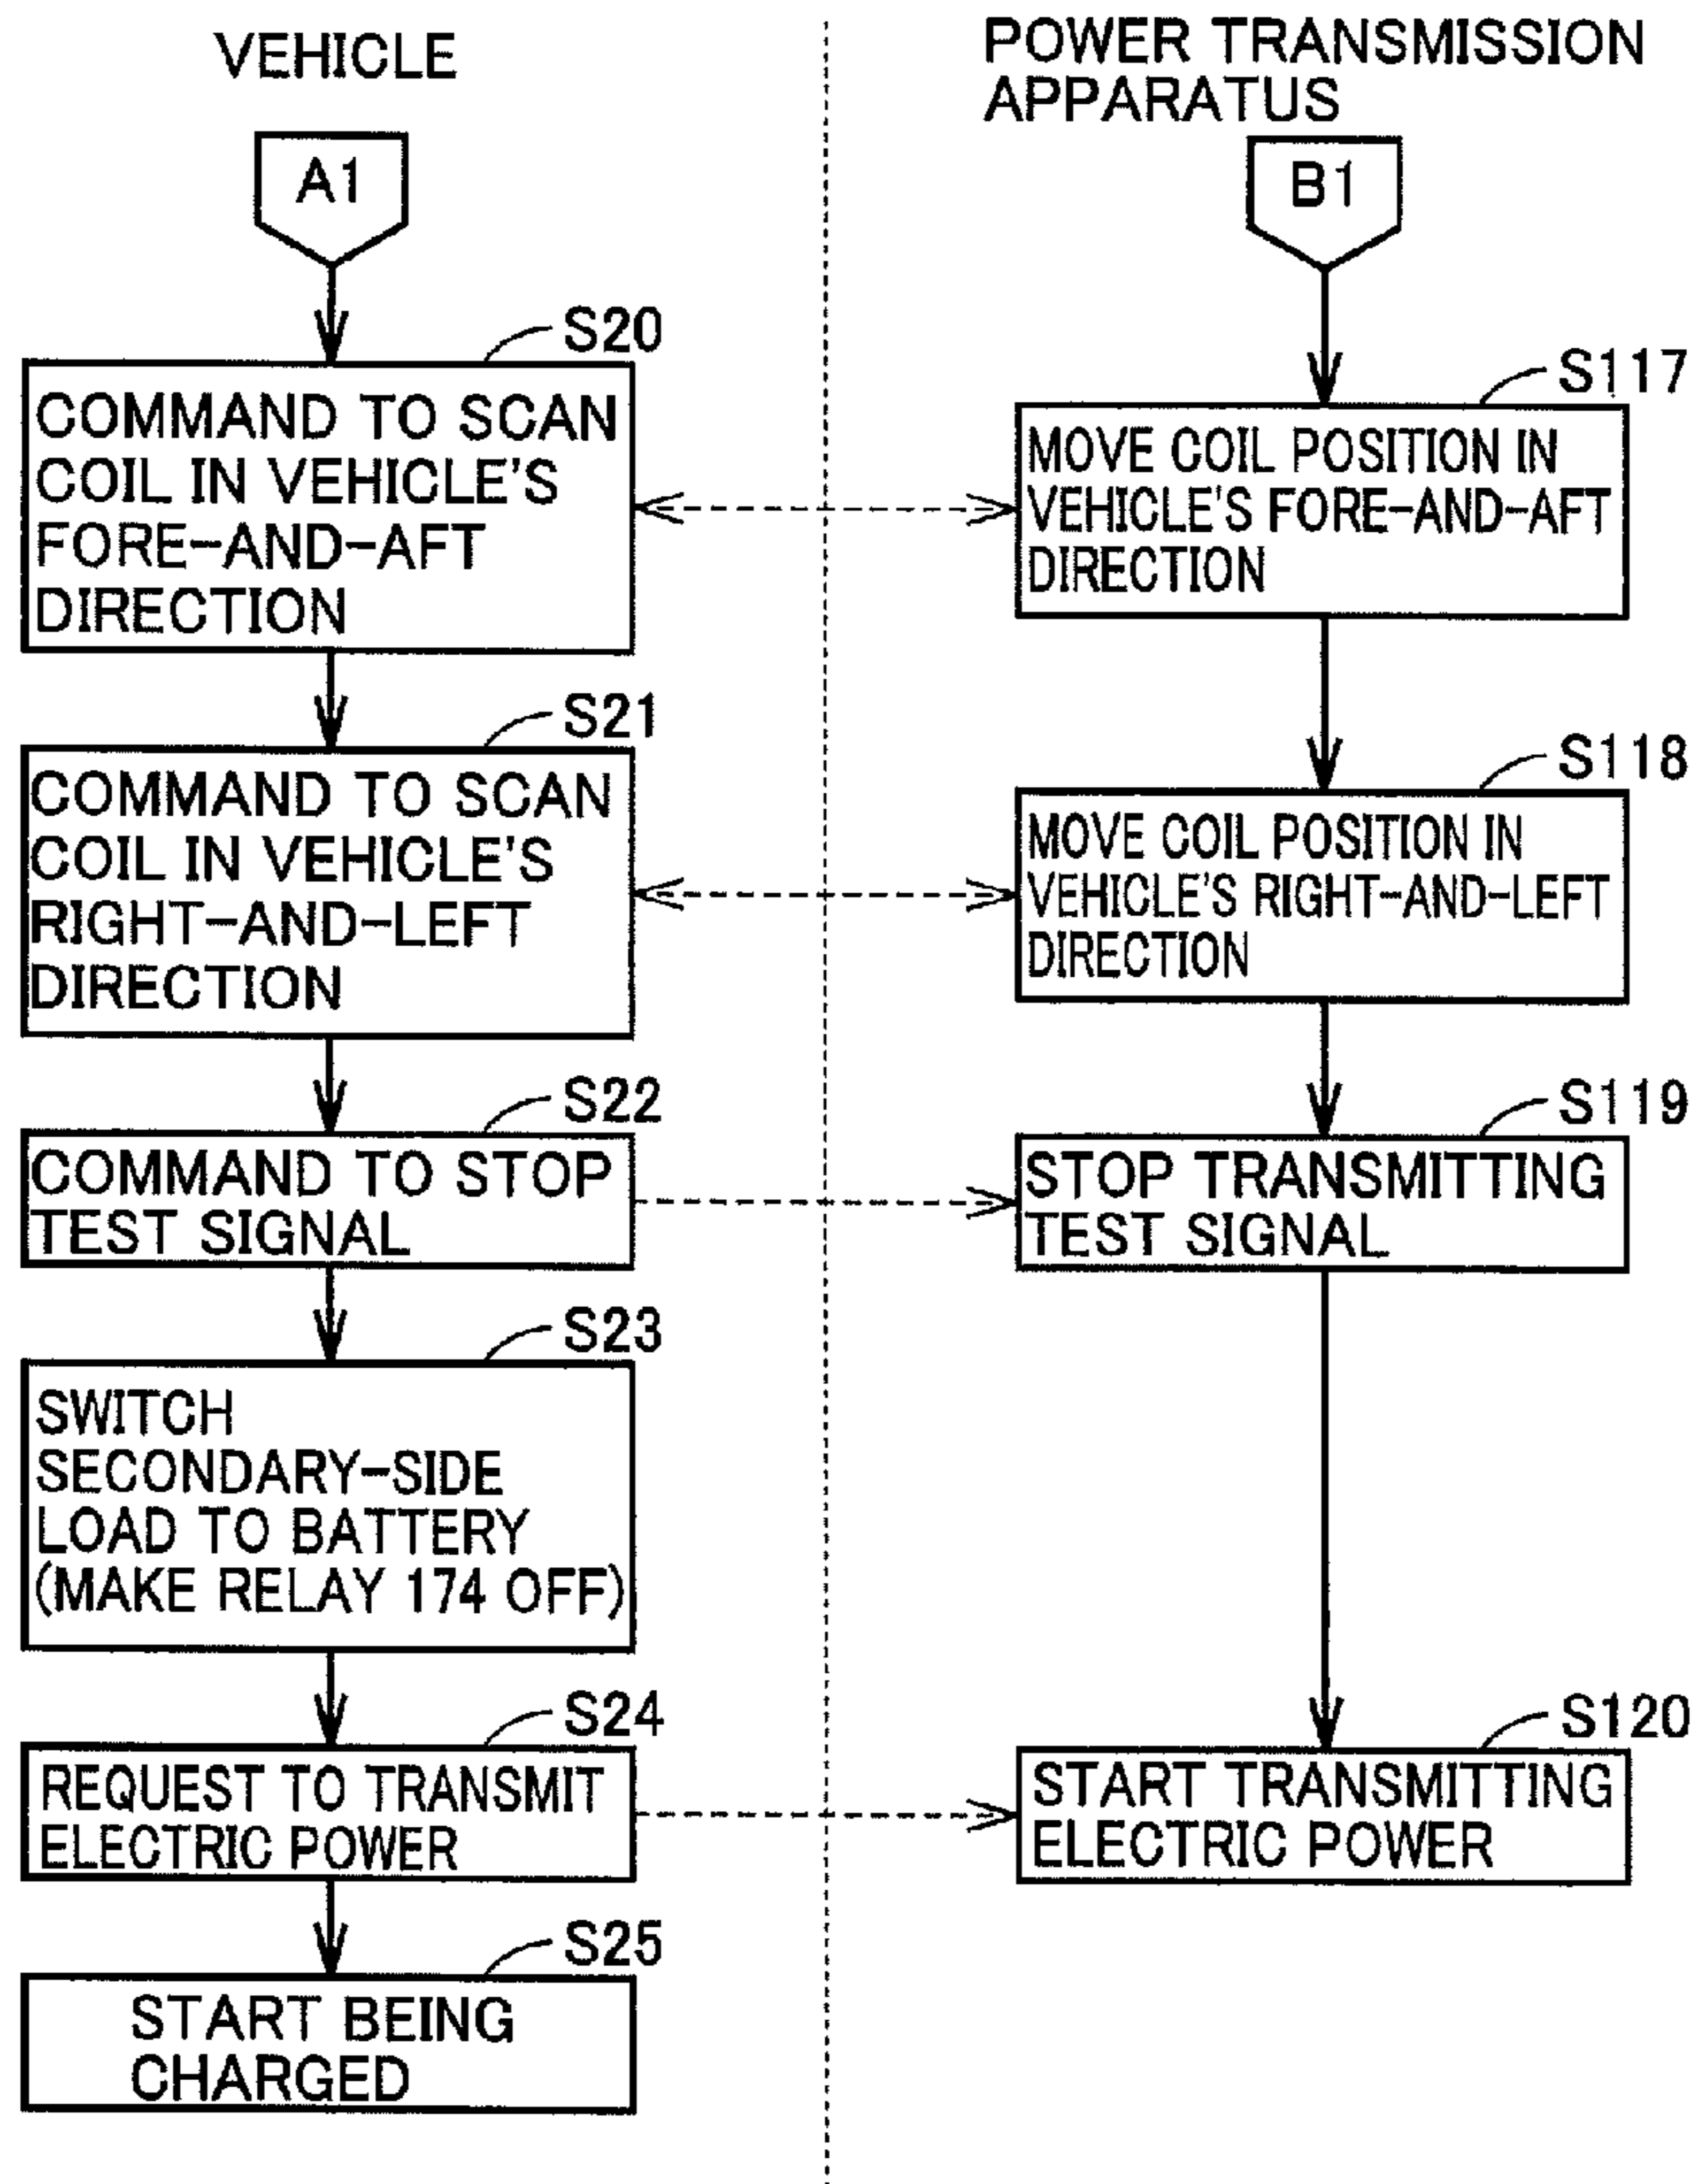 VEHICLE
A1
S20
COMMAND TO SCAN
COIL IN VEHICLE'S
FORE-AND-AFT
DIRECTION
S21
COMMAND TO SCAN
COIL IN VEHICLE'S
RIGHT-AND-LEFT
DIRECTION
S22
COMMAND TO STOP
TEST SIGNAL
S23
SWITCH
SECONDARY-SIDE
LOAD TO BATTERY
(MAKE RELAY 174 OFF)
S24
REQUEST TO TRANSMIT
ELECTRIC POWER
S25
START BEING
CHARGED
POWER TRANSMISSION
APPARATUS
B1
S117
MOVE COIL POSITION IN
VEHICLE'S FORE-AND-AFT
DIRECTION
S118
MOVE COIL POSITION IN
VEHICLE'S RIGHT-AND-LEFT
DIRECTION
S119
STOP TRANSMITTING
TEST SIGNAL
S120
START TRANSMITTING
ELECTRIC POWER